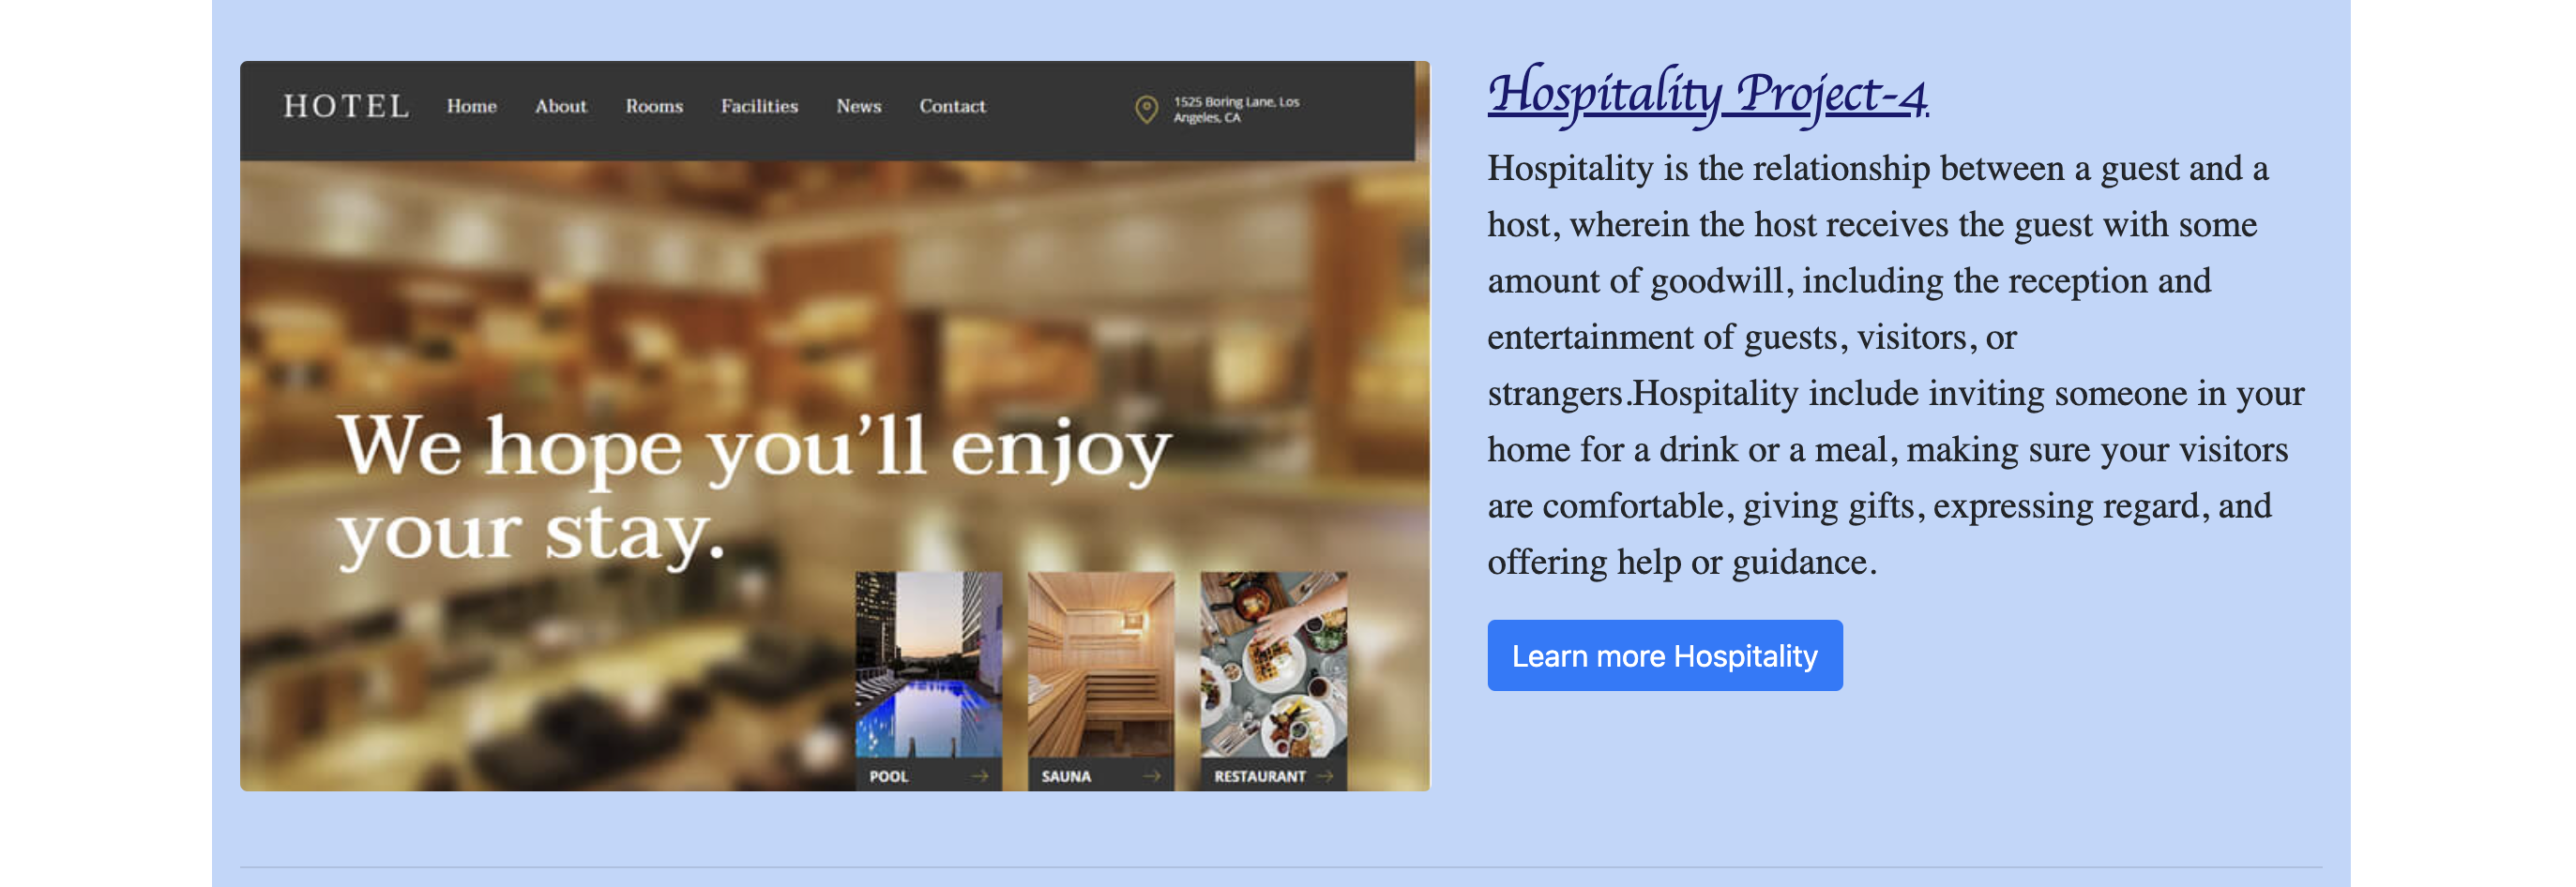 HOTEL Home About Rooms Facilities News Contact
1525 Boring Lane, Los
Angeles, CA
We hope you’ll enjoy
your stay.
POOL
SAUNA
RESTAURANT
Hospitality Project-4
Hospitality is the relationship between a guest and a
host, wherein the host receives the guest with some
amount of goodwill, including the reception and
entertainment of guests, visitors, or
strangers.Hospitality include inviting someone in your
home for a drink or a meal, making sure your visitors
are comfortable, giving gifts, expressing regard, and
offering help or guidance.
Learn more Hospitality